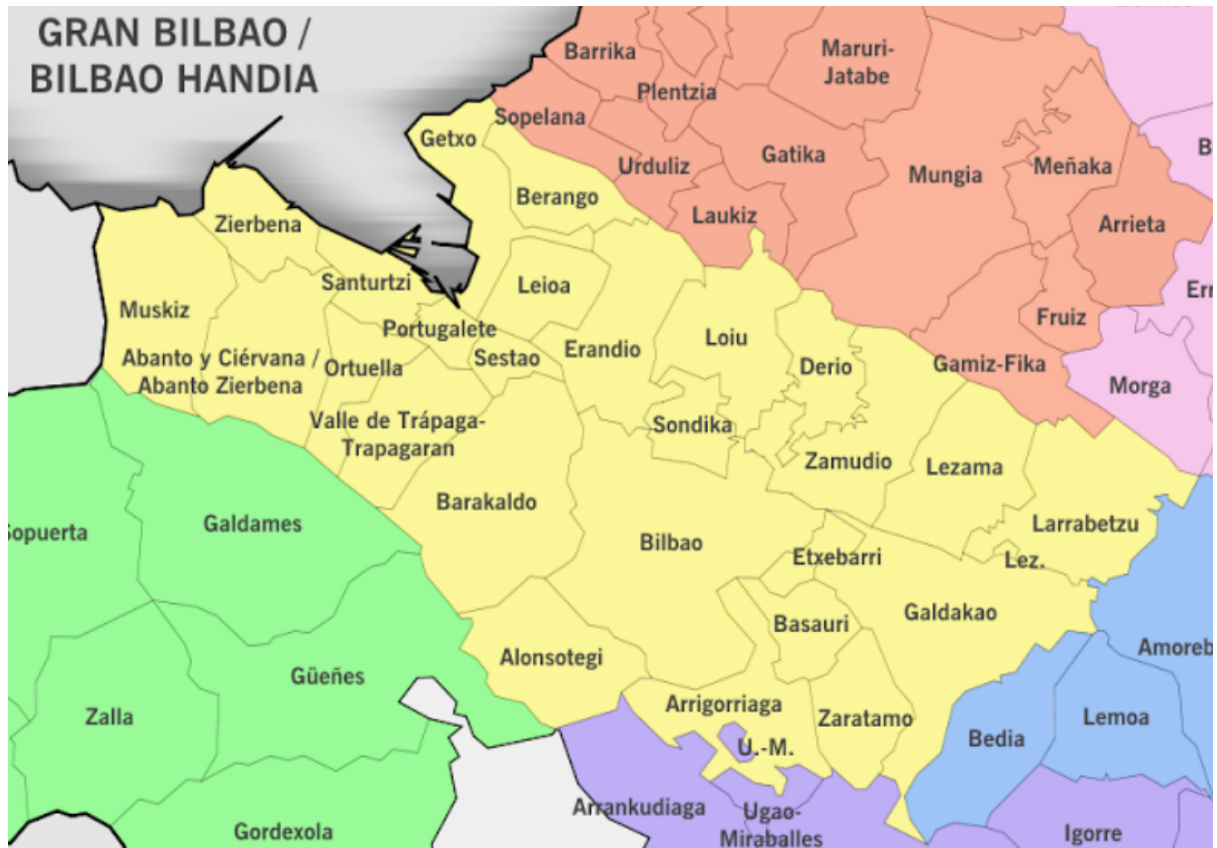 GRAN BILBAO /
BILBAO HANDIA
Barrika
Maruri-
Jatabe
Plentzia
Sopelana
Getxo
Urduliz
Gatika
Mungia
Meñaka
Berango
Laukiz
Arrieta
Zierbena
Santurtzi
Leioa
Muskiz
Portugalete
Loiu
Fruiz
Abanto y Ciérvana /
Abanto Zierbena
Ortuella
Sestao
Erandio
Derio
Gamiz-Fika
Morga
Valle de Trápaga-
Trapagaran
Sondika
Zamudio
Lezama
Barakaldo
Galdames
Larrabetzu
Bilbao
Etxebarri
Lez.
Galdakao
Basauri
Alonsotegi
Güeñes
Arrigorriaga
Zaratamo
Zalla
U.-M.
Bedia
Lemoa
Arrankudiaga
Ugao-
Miraballes
Gordexola
Igorre
Sopuerta
Amoreb
Err
B